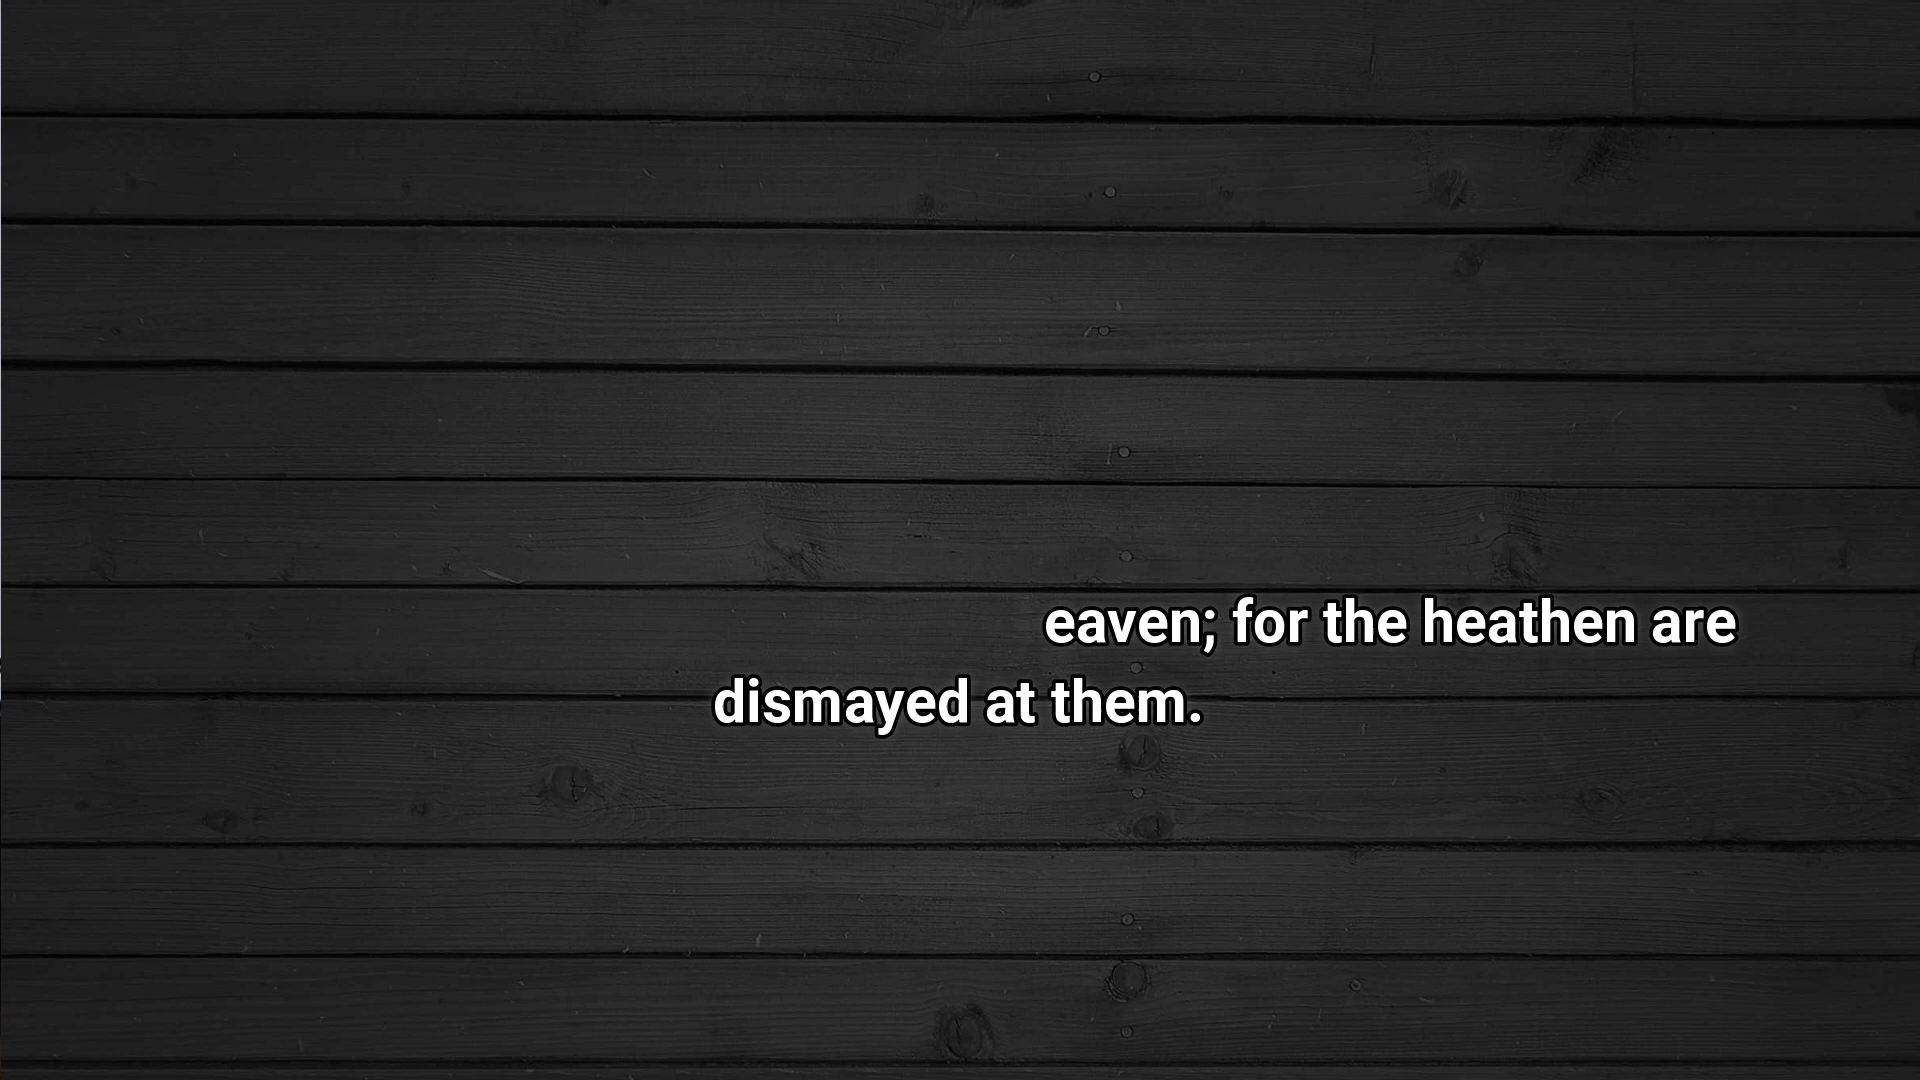 eaven; for the heathen are
dismayed at them.